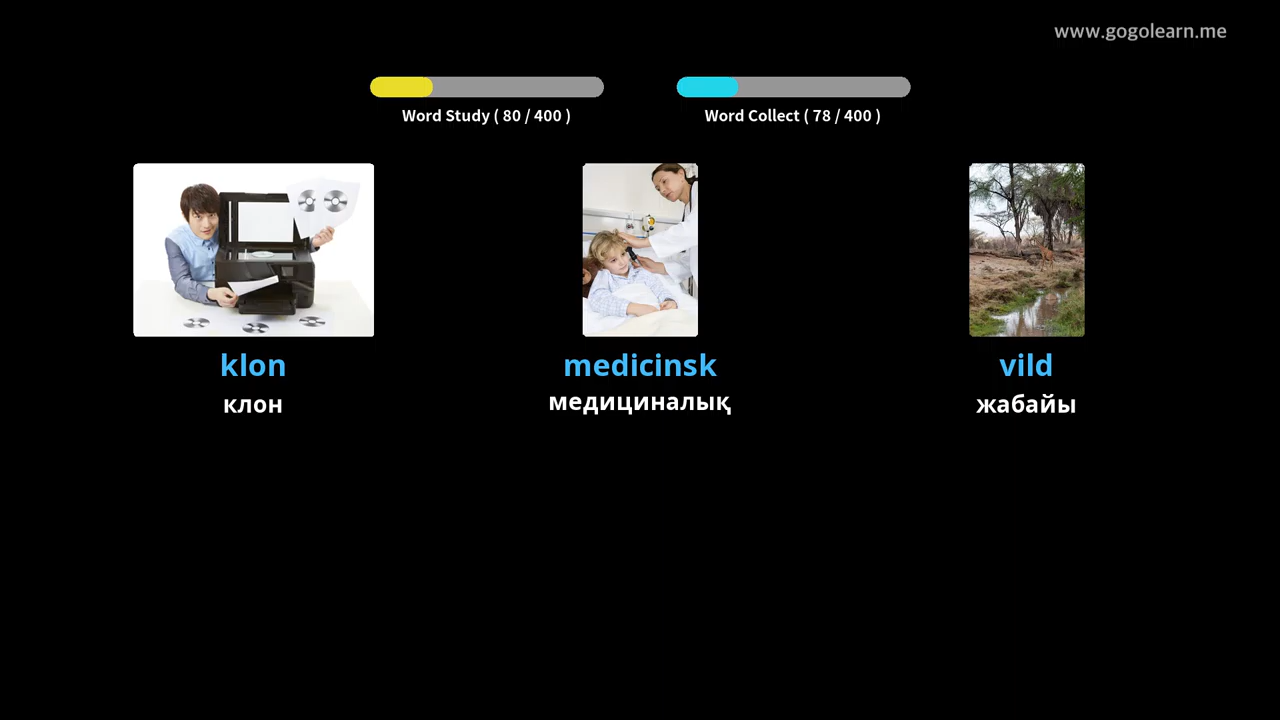 www.gogolearn.me
Word Study ( 80 / 400 )
Word Collect ( 78 / 400 )
klon
клон
medicinsk
медициналық
vild
жабайы